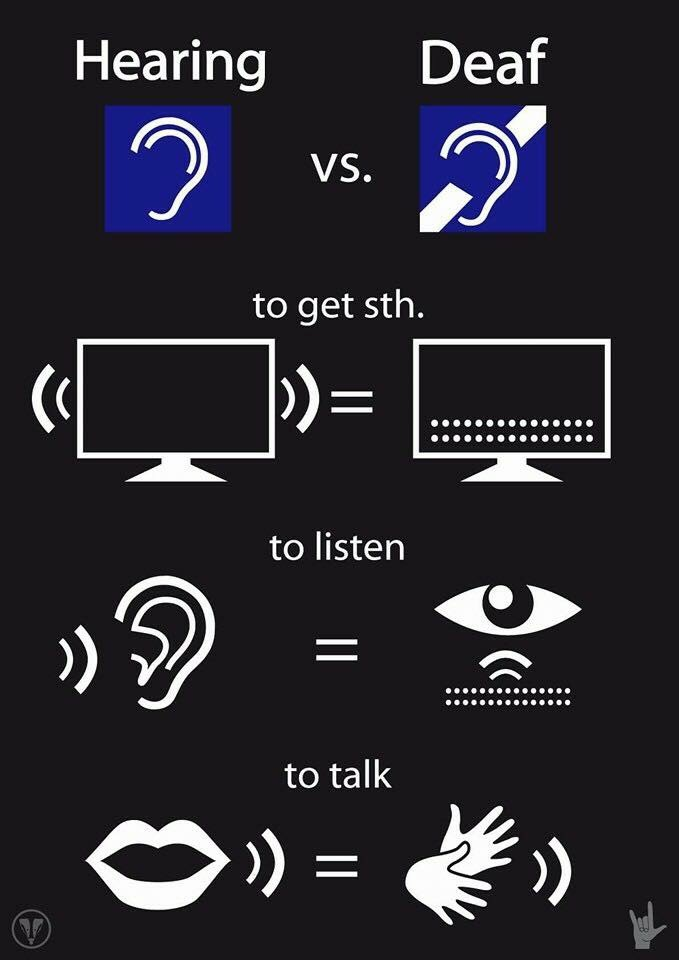 Hearing
Deaf
vs.
to get sth.
=
to listen
=
to talk
=